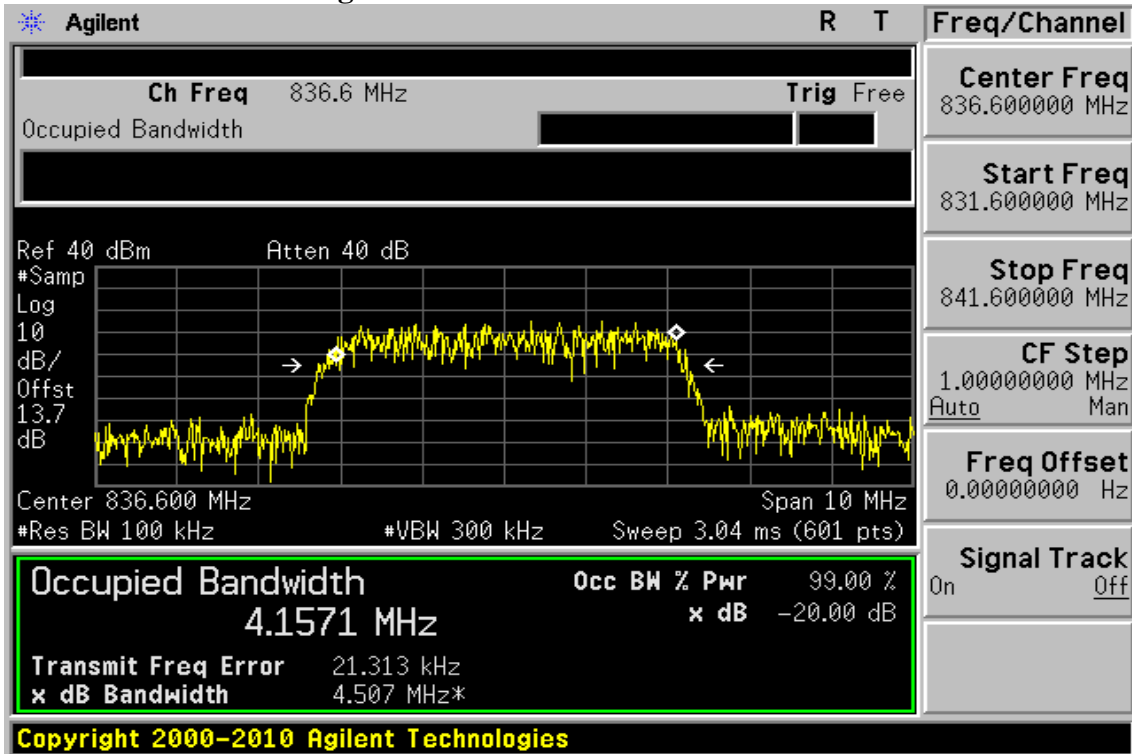 Agilent R T Freq/Channel
Ch Freq 836.6 MHz Trig Free
Occupied Bandwidth
Center Freq
836.600000 MHz
Start Freq
831.600000 MHz
Stop Freq
841.600000 MHz
CF Step
1.00000000 MHz
Auto Man
Freq Offset
0.00000000 Hz
Signal Track
On Off
Ref 40 dBm Atten 40 dB
#Samp
Log
10
dB/
Offst
13.7
dB
Center 836.600 MHz Span 10 MHz
#Res BW 100 kHz #VBW 300 kHz Sweep 3.04 ms (601 pts)
Occupied Bandwidth Occ BW % Pwr 99.00 %
4.1571 MHz x dB -20.00 dB
Transmit Freq Error 21.313 kHz
x dB Bandwidth 4.507 MHz*
Copyright 2000-2010 Agilent Technologies